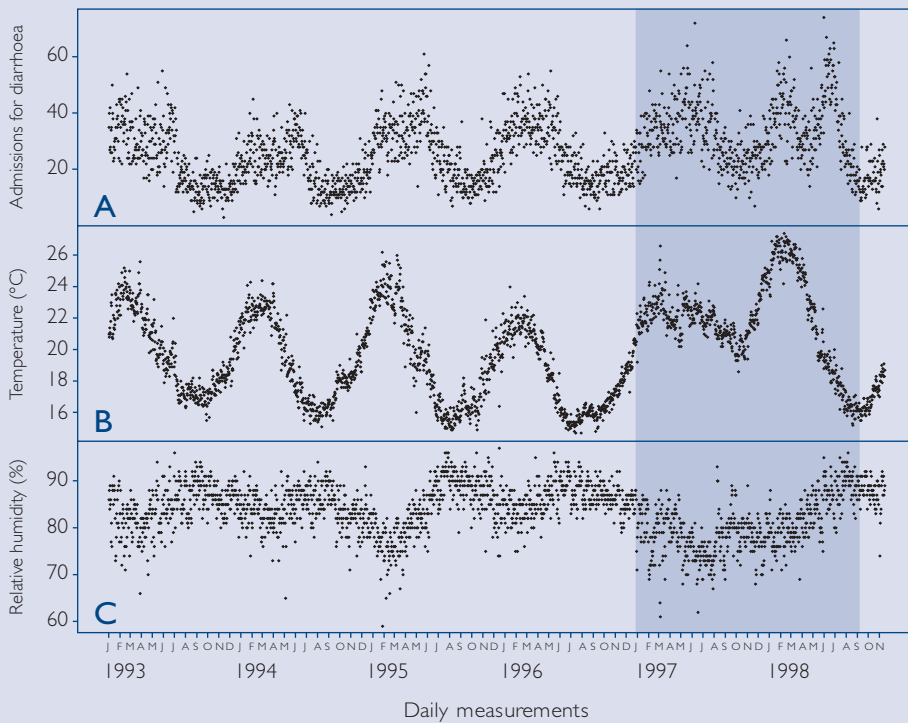 Admissions for diarrhoea
60
40
20
A
Temperature (°C)
26
24
22
20
18
16
B
Relative humidity (%)
90
80
70
60
C
J F M A M J J A S O N D J F M A M J J A S O N D J F M A M J J A S O N D J F M A M J J A S O N D J F M A M J J A S O N D J F M A M J J A S O N
1993 1994 1995 1996 1997 1998
Daily measurements